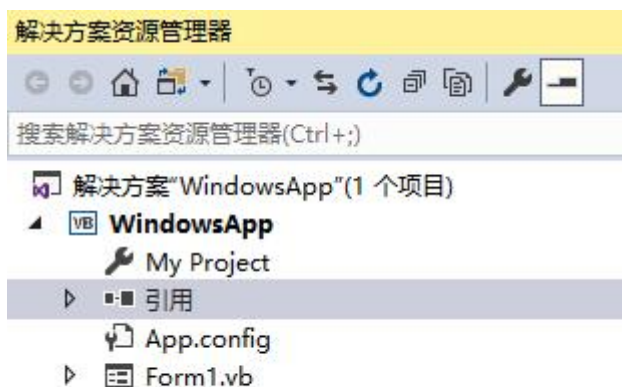 解决方案资源管理器
搜索解决方案资源管理器(Ctrl+;)
解决方案"WindowsApp"(1 个项目)
VB WindowsApp
My Project
引用
App.config
Form1.vb